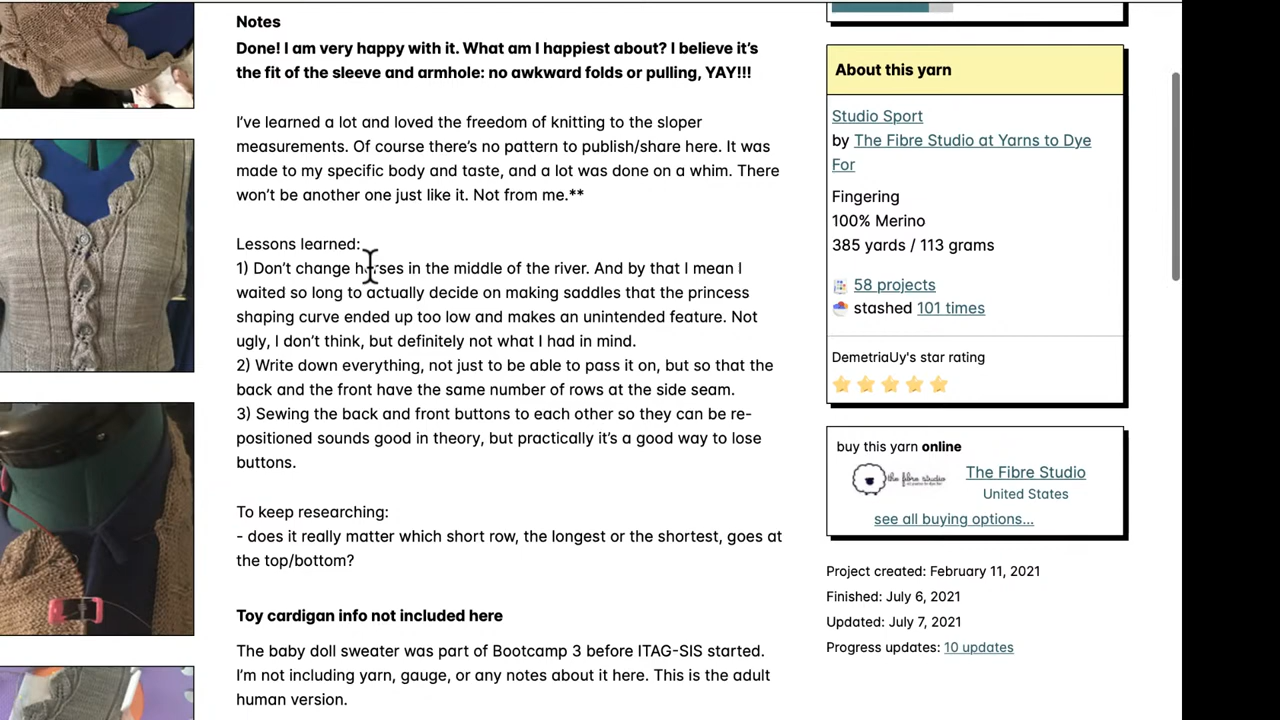 Notes
Done! I am very happy with it. What am I happiest about? I believe it's
the fit of the sleeve and armhole: no awkward folds or pulling, YAY!!!
I've learned a lot and loved the freedom of knitting to the sloper
measurements. Of course there's no pattern to publish/share here. It was
made to my specific body and taste, and a lot was done on a whim. There
won't be another one just like it. Not from me.**
Lessons learned:
1) Don't change horses in the middle of the river. And by that I mean I
waited so long to actually decide on making saddles that the princess
shaping curve ended up too low and makes an unintended feature. Not
ugly, I don't think, but definitely not what I had in mind.
2) Write down everything, not just to be able to pass it on, but so that the
back and the front have the same number of rows at the side seam.
3) Sewing the back and front buttons to each other so they can be re-
positioned sounds good in theory, but practically it's a good way to lose
buttons.
To keep researching:
- does it really matter which short row, the longest or the shortest, goes at
the top/bottom?
Toy cardigan info not included here
The baby doll sweater was part of Bootcamp 3 before ITAG-SIS started.
I'm not including yarn, gauge, or any notes about it here. This is the adult
human version.
About this yarn
Studio Sport
by The Fibre Studio at Yarns to Dye
For
Fingering
100% Merino
385 yards / 113 grams
58 projects
stashed 101 times
DemetriaUy's star rating
buy this yarn online
the fibre studio
The Fibre Studio
United States
see all buying options...
Project created: February 11, 2021
Finished: July 6, 2021
Updated: July 7, 2021
Progress updates: 10 updates